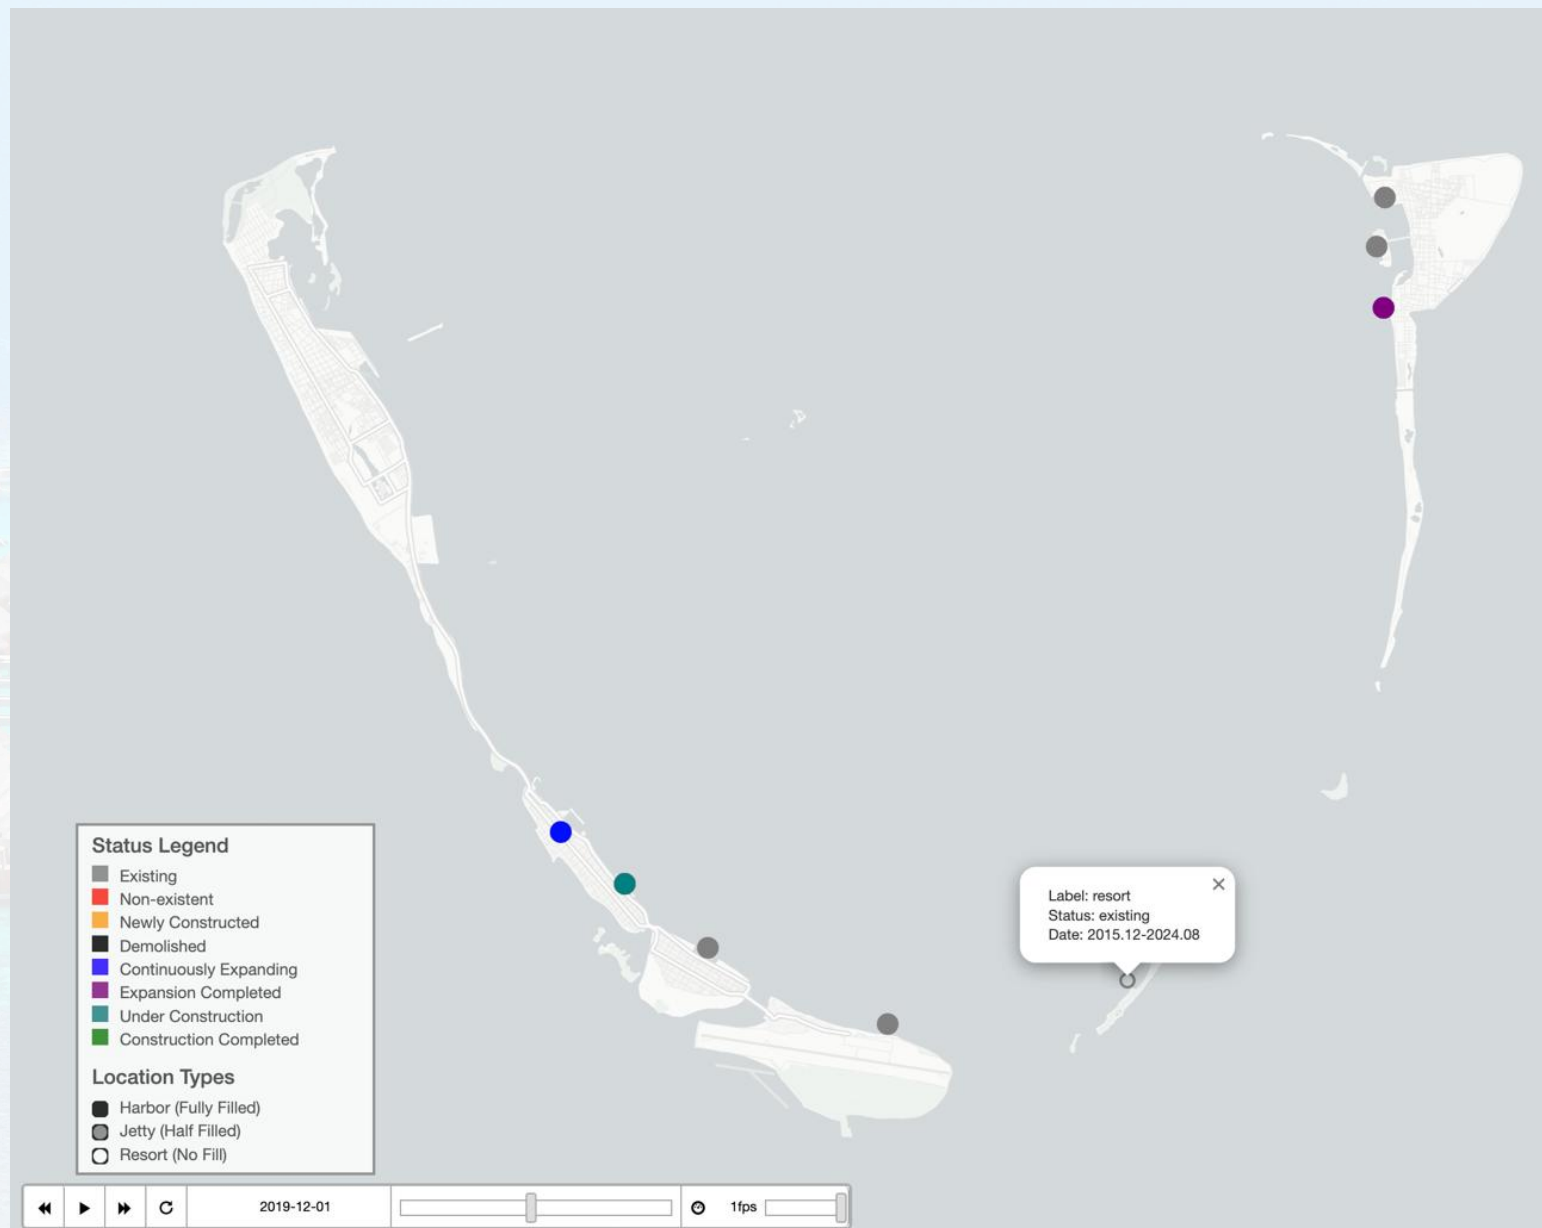 Label: resort
Status: existing
Date: 2015.12-2024.08
Status Legend
Existing
Non-existent
Newly Constructed
Demolished
Continuously Expanding
Expansion Completed
Under Construction
Construction Completed
Location Types
Harbor (Fully Filled)
Jetty (Half Filled)
Resort (No Fill)
2019-12-01
1fps